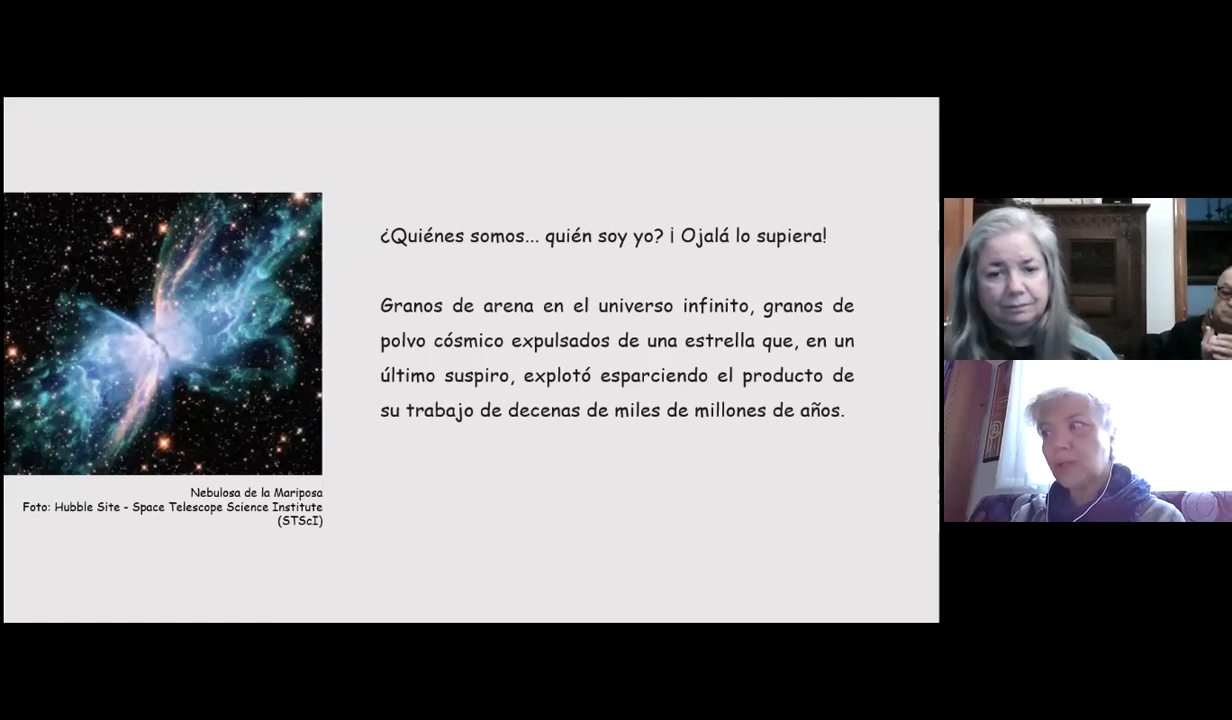 ¿Quiénes somos... quién soy yo? ¡ Ojalá lo supiera!
Granos de arena en el universo infinito, granos de
polvo cósmico expulsados de una estrella que, en un
último suspiro, explotó esparciendo el producto de
su trabajo de decenas de miles de millones de años.
Nebulosa de la Mariposa
Foto: Hubble Site - Space Telescope Science Institute
(STScI)